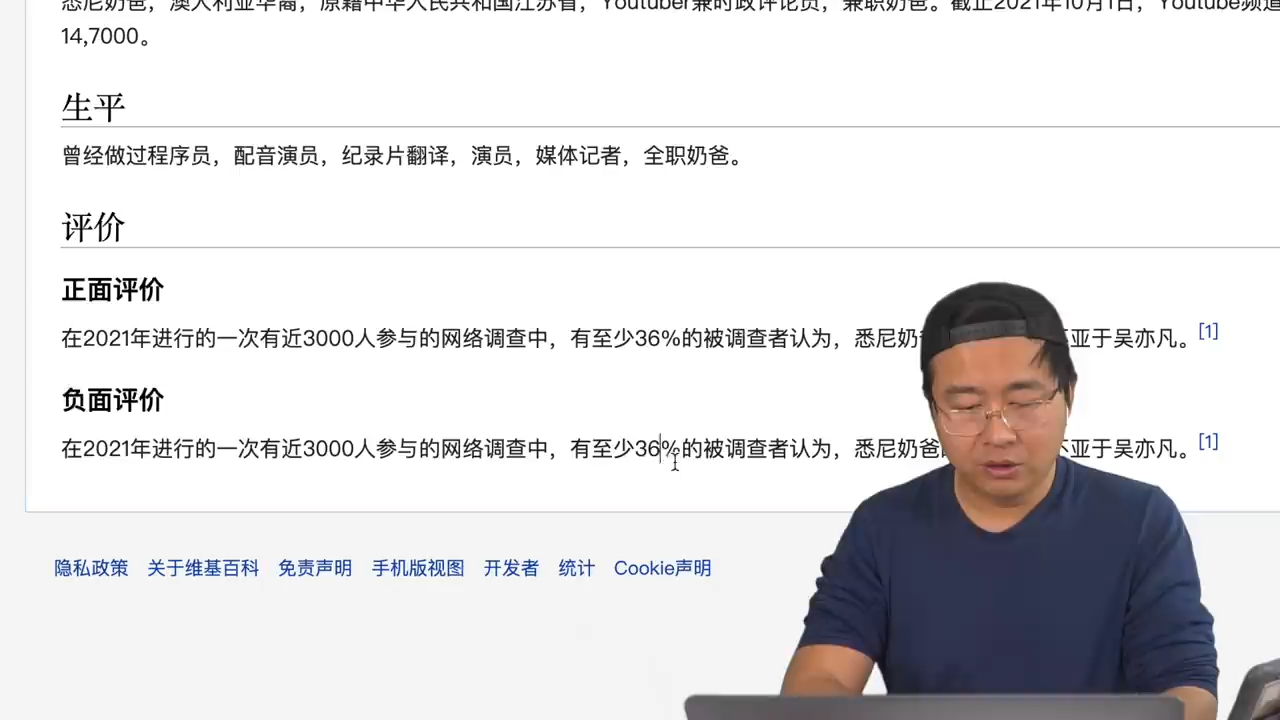 悉尼奶爸，澳大利亚华裔，原籍中华人民共和国江苏省，Youtuber兼时政评论员，兼职奶爸。截止2021年10月1日，Youtube频道
14,7000。
生平
曾经做过程序员，配音演员，纪录片翻译，演员，媒体记者，全职奶爸。
评价
正面评价
在2021年进行的一次有近3000人参与的网络调查中，有至少36%的被调查者认为，悉尼奶 亚于吴亦凡。[1]
负面评价
在2021年进行的一次有近3000人参与的网络调查中，有至少36%的被调查者认为，悉尼奶爸 不亚于吴亦凡。[1]
隐私政策 关于维基百科 免责声明 手机版视图 开发者 统计 Cookie声明